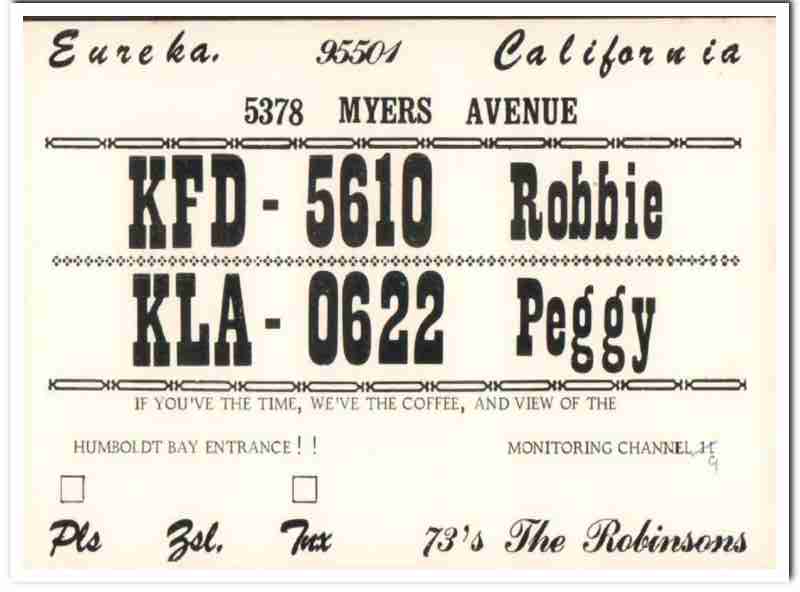 Eureka. 95501 California
5378 MYERS AVENUE
KFD - 5610 Robbie
KLA - 0622 Peggy
IF YOU'VE THE TIME, WE'VE THE COFFEE, AND VIEW OF THE
HUMBOLDT BAY ENTRANCE!! MONITORING CHANNEL 11
9
Pls Zsl. Tnx 73's The Robinsons